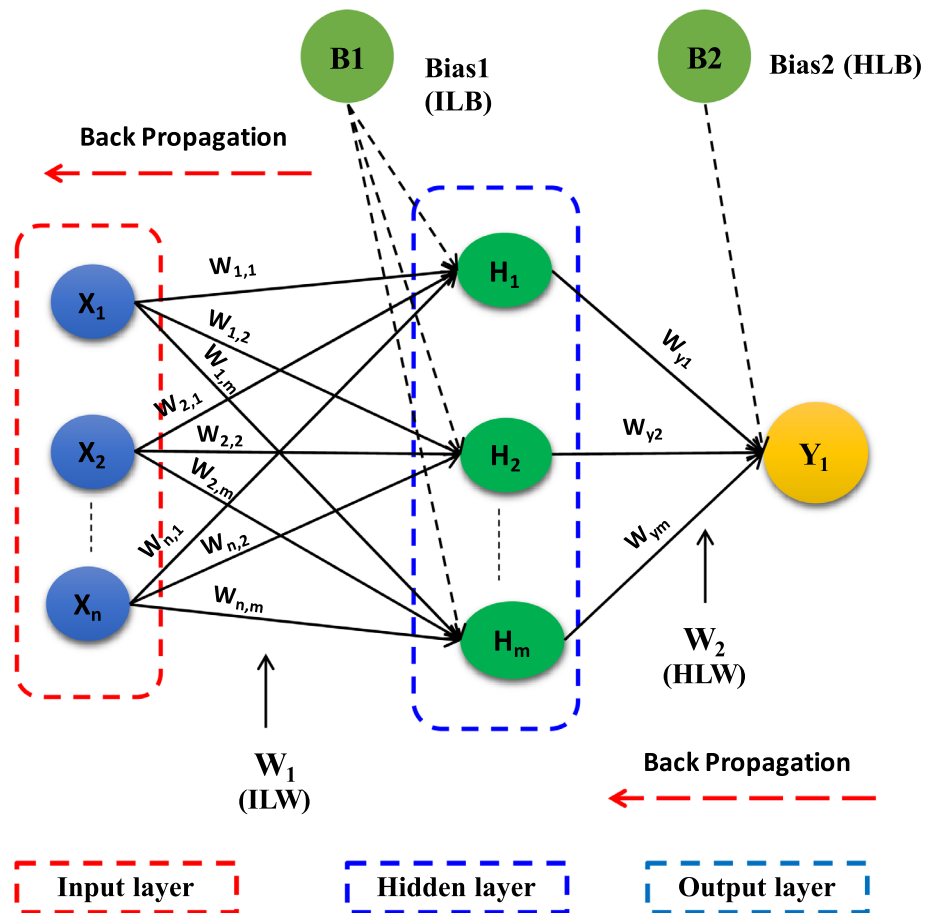 B1
Bias1
(ILB)
B2
Bias2 (HLB)
Back Propagation
X1
W1,1
H1
W1,2
W1,m
Wy1
W2,1
X2
W2,2
H2
Wy2
Y1
W2,m
Wn,1
Wn,2
Wym
Xn
Wn,m
Hm
W2
(HLW)
W1
(ILW)
Back Propagation
Input layer
Hidden layer
Output layer